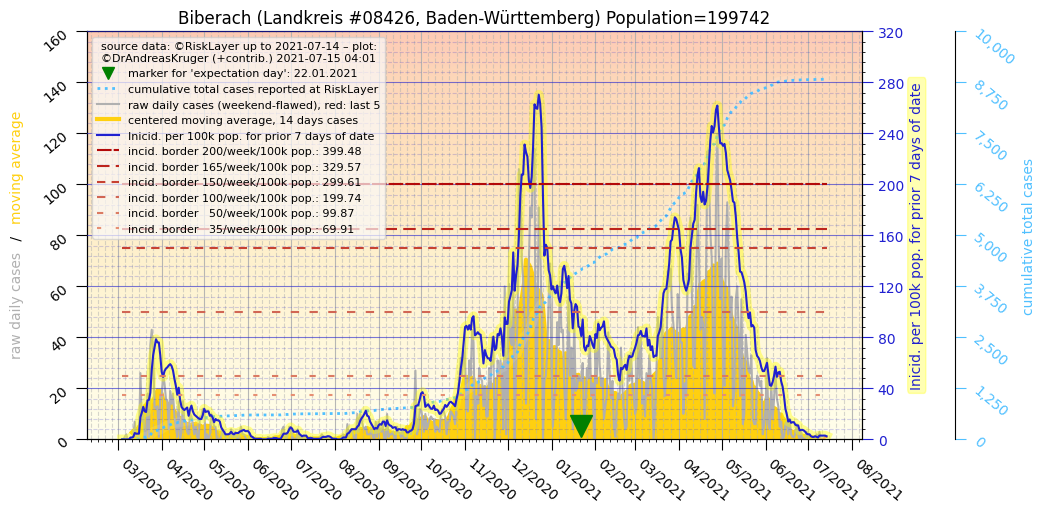 Biberach (Landkreis #08426, Baden-Württemberg) Population=199742
source data: ©RiskLayer up to 2021-07-14 – plot:
©DrAndreasKruger (+contrib.) 2021-07-15 04:01
marker for 'expectation day': 22.01.2021
cumulative total cases reported at RiskLayer
raw daily cases (weekend-flawed), red: last 5
centered moving average, 14 days cases
Inicid. per 100k pop. for prior 7 days of date
incid. border 200/week/100k pop.: 399.48
incid. border 165/week/100k pop.: 329.57
incid. border 150/week/100k pop.: 299.61
incid. border 100/week/100k pop.: 199.74
incid. border 50/week/100k pop.: 99.87
incid. border 35/week/100k pop.: 69.91
raw daily cases / moving average
160
140
120
100
80
60
40
20
0
320
280
240
200
160
120
80
40
0
Inicid. per 100k pop. for prior 7 days of date
10,000
8,750
7,500
6,250
5,000
3,750
2,500
1,250
0
cumulative total cases
03/2020
04/2020
05/2020
06/2020
07/2020
08/2020
09/2020
10/2020
11/2020
12/2020
01/2021
02/2021
03/2021
04/2021
05/2021
06/2021
07/2021
08/2021